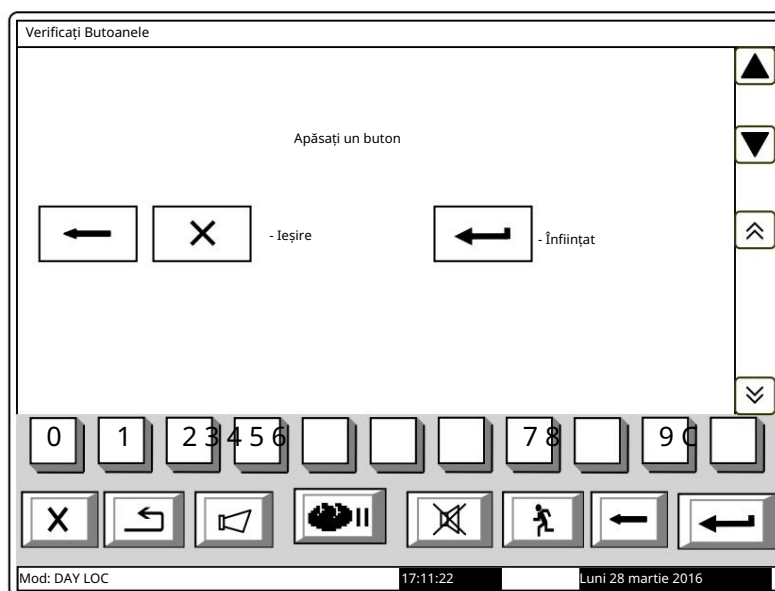 Verificați Butoanele
Apăsați un buton
- Ieșire
- Înființat
0 1 2 3 4 5 6 7 8 9 C
Mod: DAY LOC 17:11:22 Luni 28 martie 2016